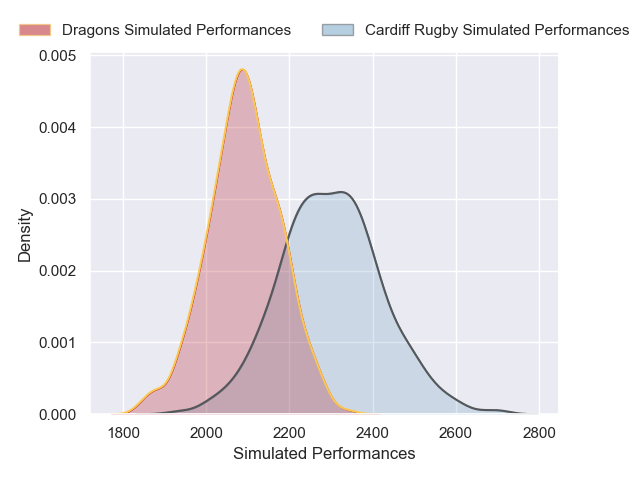 Dragons Simulated Performances Cardiff Rugby Simulated Performances
0.005
0.004
0.003
0.002
0.001
0.000
Density
1800 2000 2200 2400 2600 2800
Simulated Performances